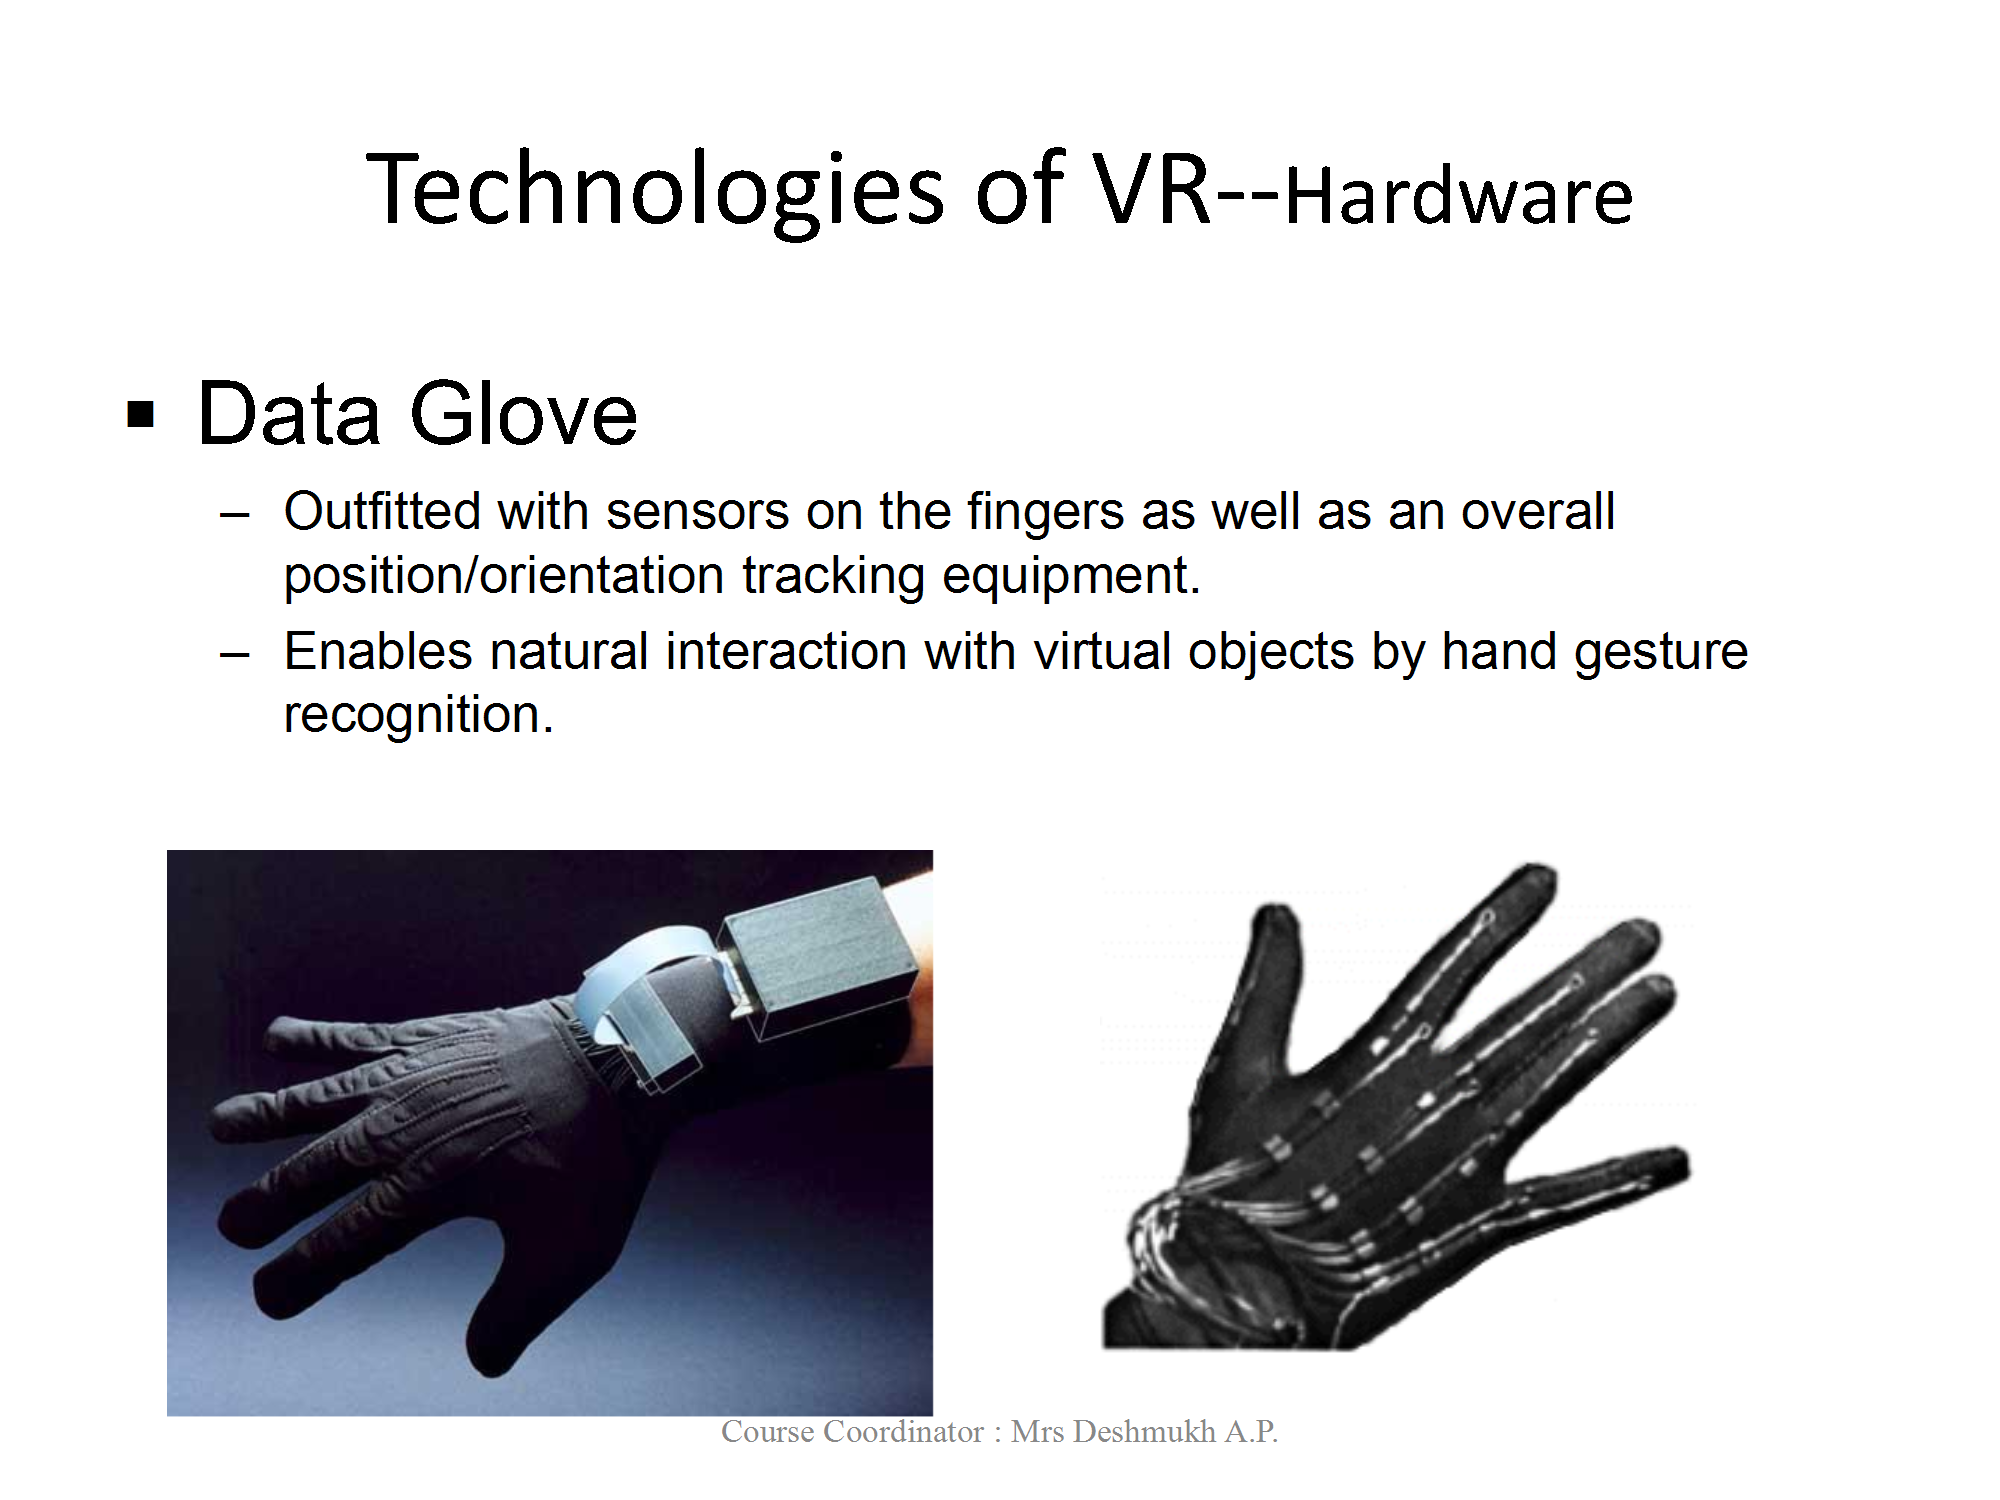 Technologies of VR--Hardware
▪ Data Glove
– Outfitted with sensors on the fingers as well as an overall
position/orientation tracking equipment.
– Enables natural interaction with virtual objects by hand gesture
recognition.
Course Coordinator : Mrs Deshmukh A.P.